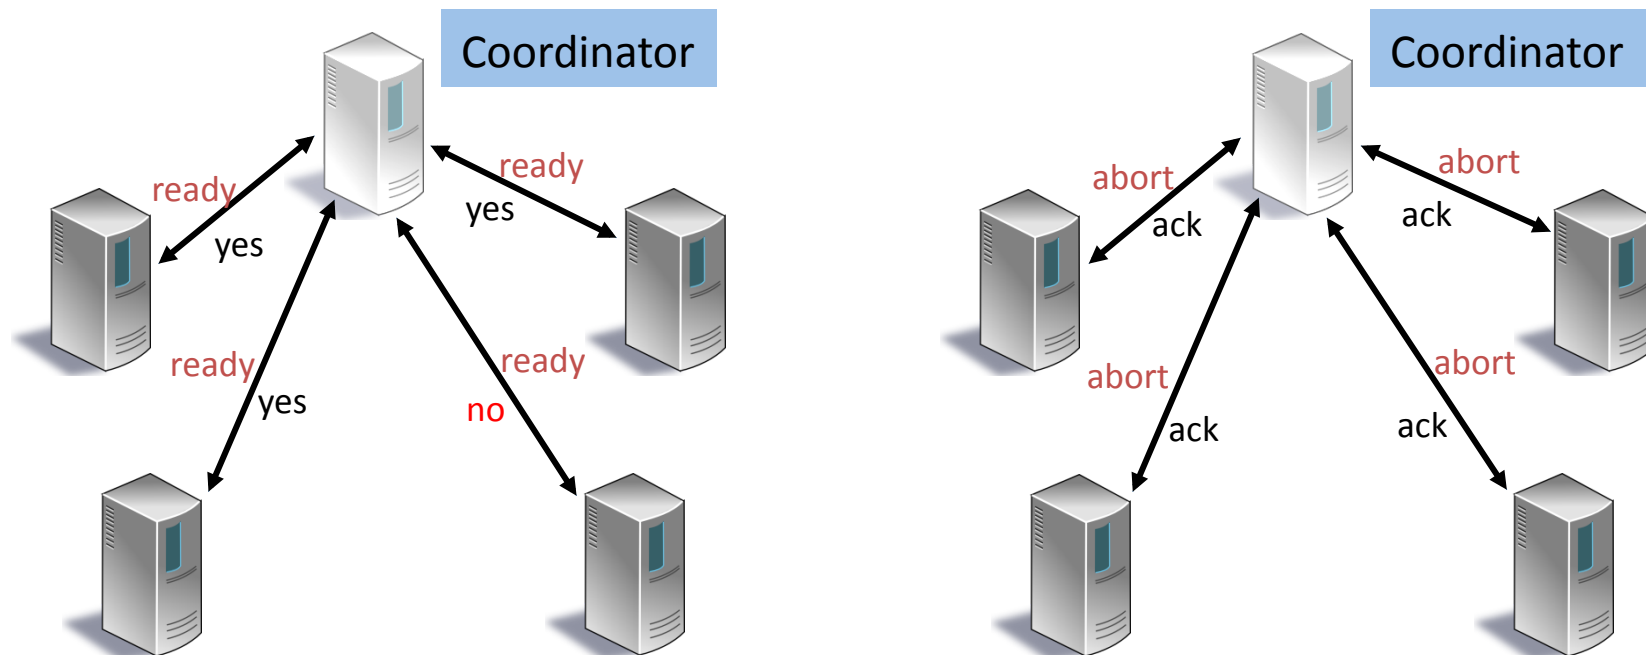 Coordinator
ready
ready
yes
yes
ready
ready
yes
no
Coordinator
abort
abort
ack
ack
abort
abort
ack
ack